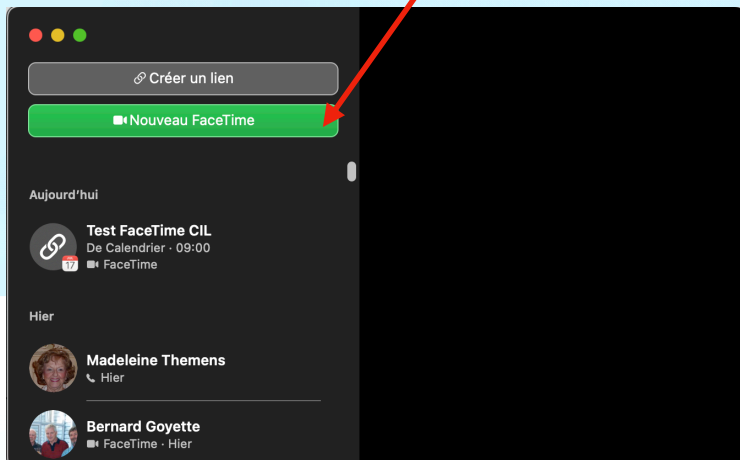 Créer un lien
Nouveau FaceTime
Aujourd'hui
Test FaceTime CIL
De Calendrier · 09:00
17
FaceTime
Hier
Madeleine Themens
Hier
Bernard Goyette
FaceTime · Hier